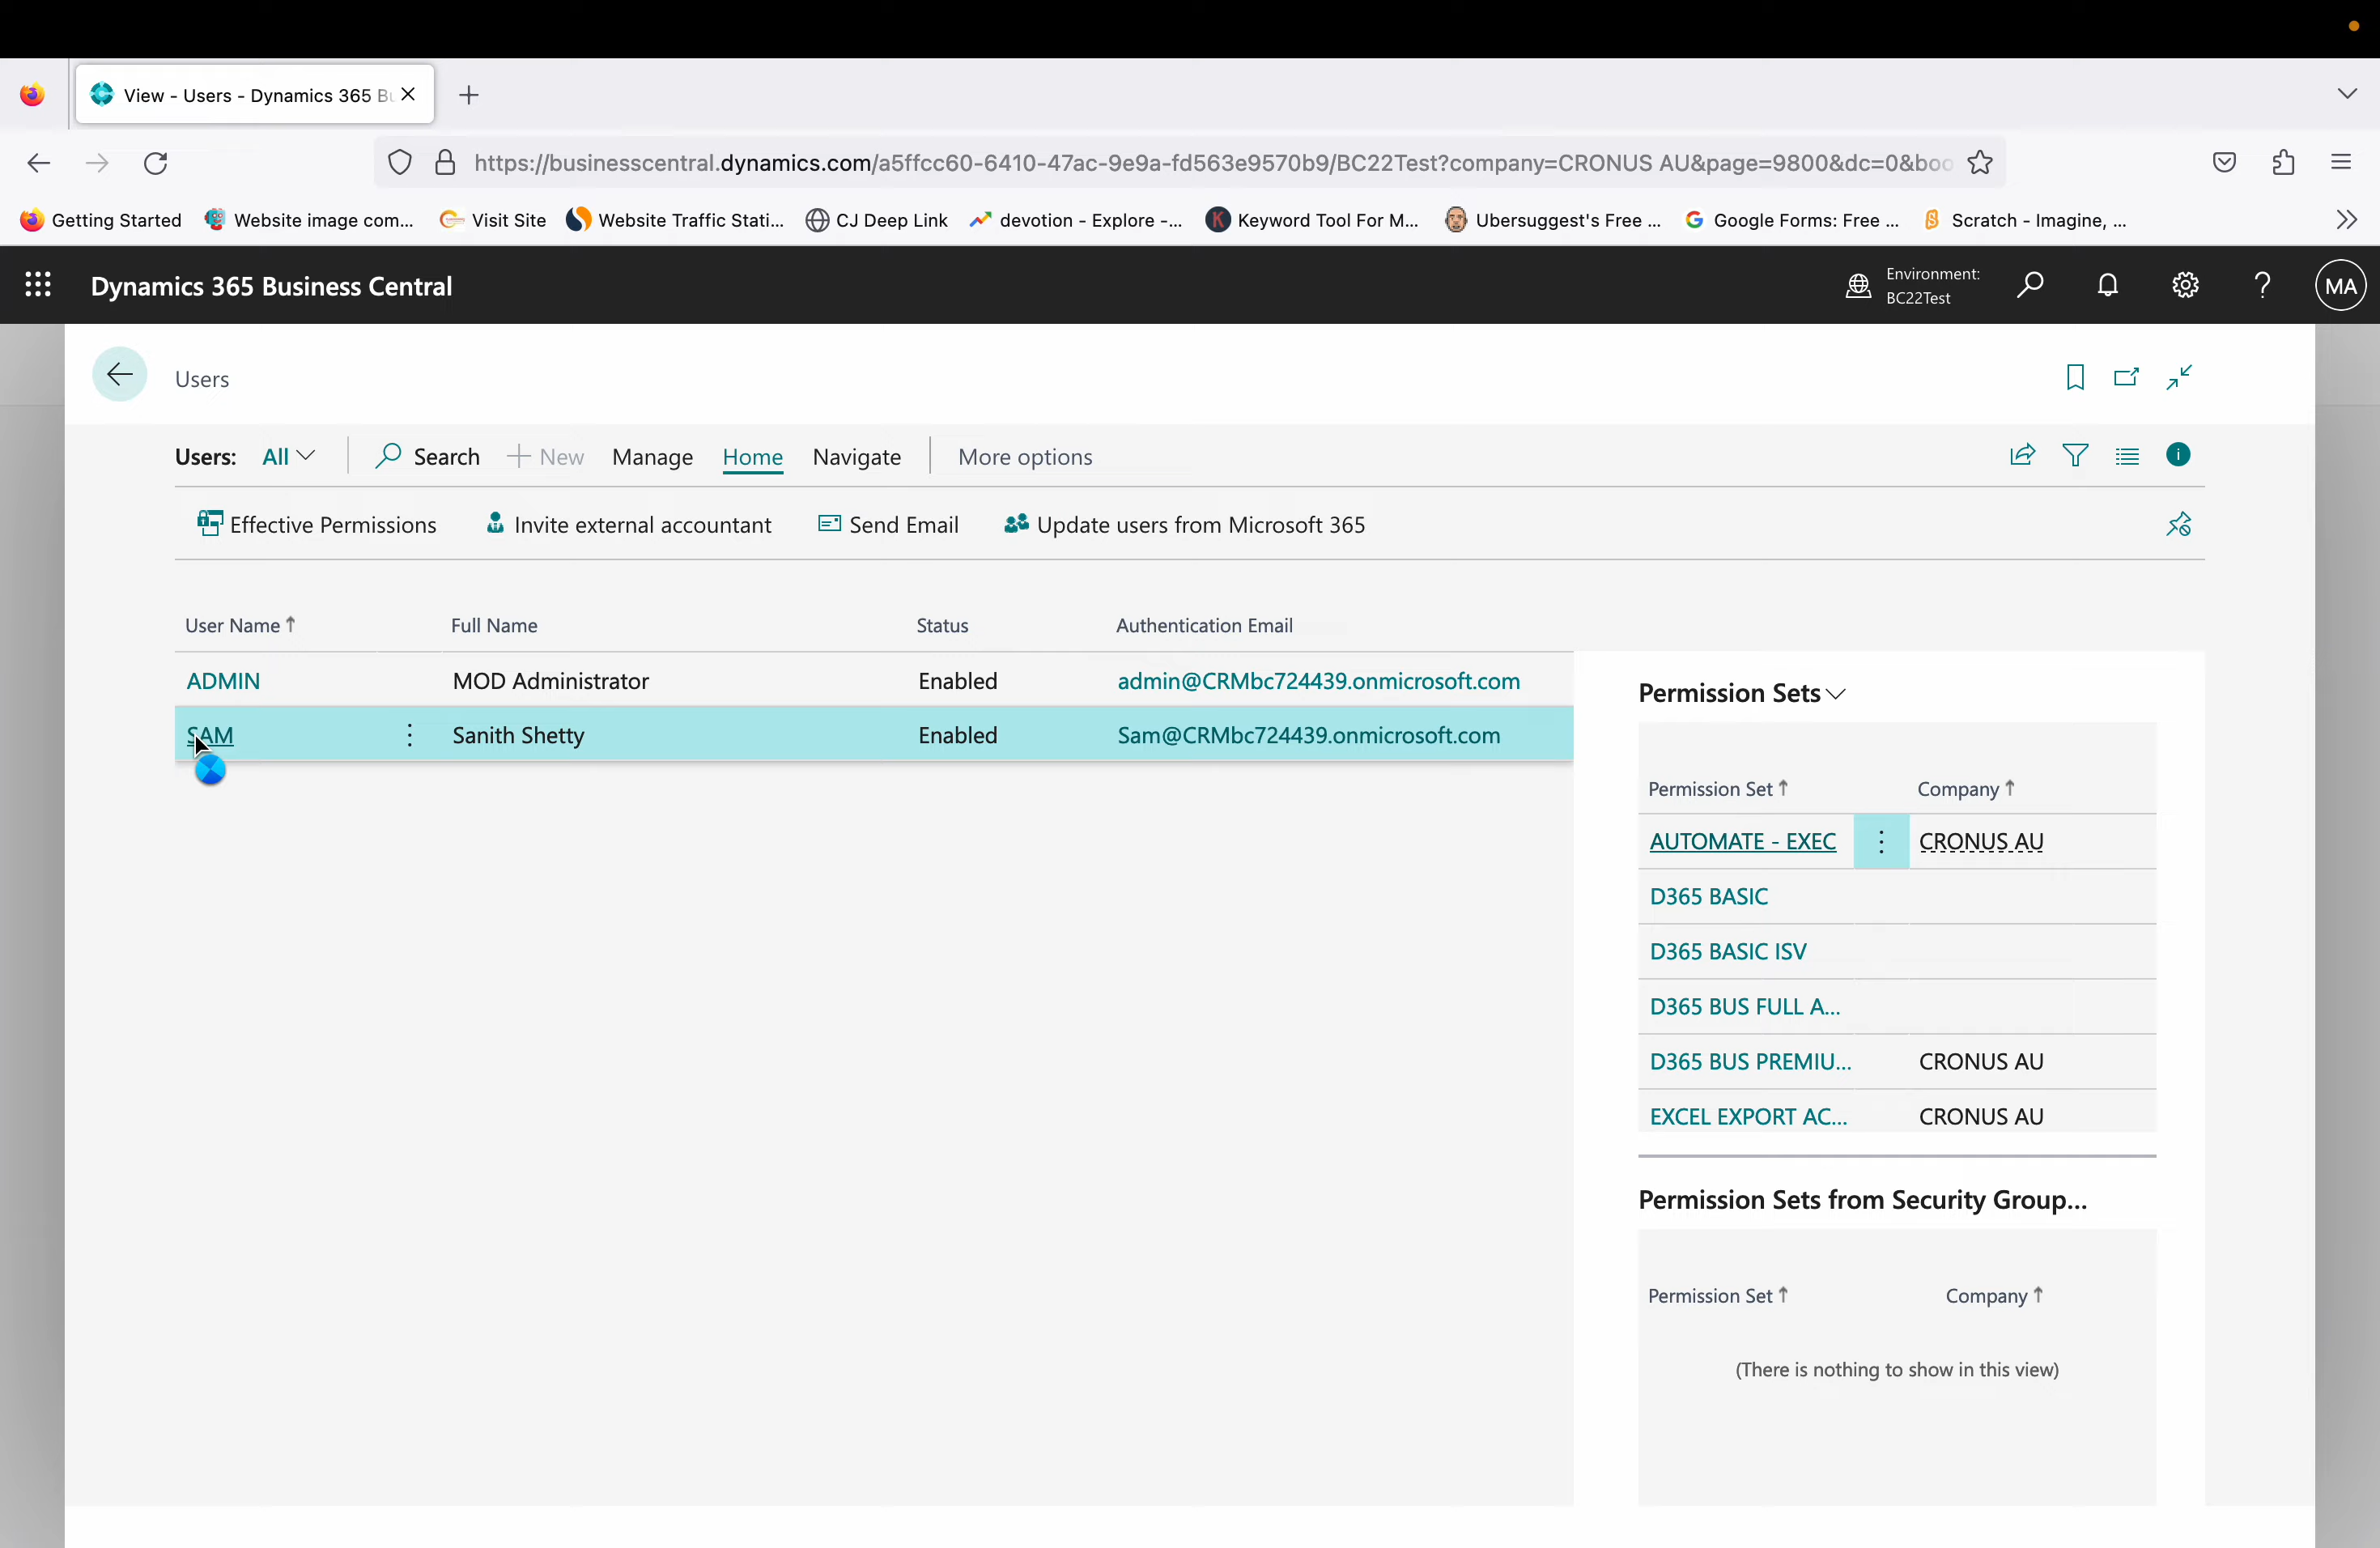 View - Users - Dynamics 365 B
https://businesscentral.dynamics.com/a5ffcc60-6410-47ac-9e9a-fd563e9570b9/BC22Test?company=CRONUS AU&page=9800&dc=0&boo
Getting Started
Website image com...
Visit Site
Website Traffic Stati...
CJ Deep Link
devotion - Explore -...
Keyword Tool For M...
Ubersuggest's Free ...
Google Forms: Free ...
Scratch - Imagine, ...
Dynamics 365 Business Central
Environment:
BC22Test
MA
Users
Users: All
Search
New
Manage
Home
Navigate
More options
Effective Permissions
Invite external accountant
Send Email
Update users from Microsoft 365
User Name Full Name Status Authentication Email
ADMIN MOD Administrator Enabled admin@CRMbc724439.onmicrosoft.com
SAM Sanith Shetty Enabled Sam@CRMbc724439.onmicrosoft.com
Permission Sets
Permission Set Company
AUTOMATE - EXEC CRONUS AU
D365 BASIC
D365 BASIC ISV
D365 BUS FULL A...
D365 BUS PREMIU... CRONUS AU
EXCEL EXPORT AC... CRONUS AU
Permission Sets from Security Group...
Permission Set Company
(There is nothing to show in this view)